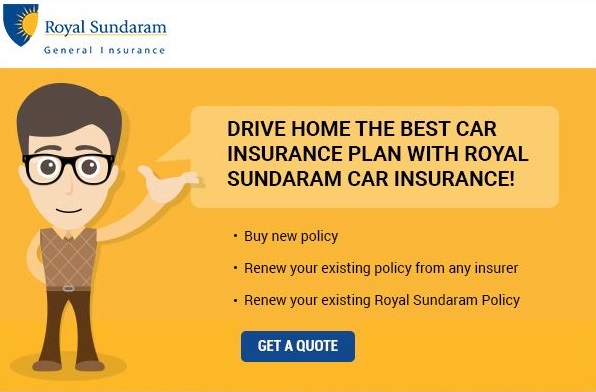 Royal Sundaram
General Insurance
DRIVE HOME THE BEST CAR
INSURANCE PLAN WITH ROYAL
SUNDARAM CAR INSURANCE!
• Buy new policy
• Renew your existing policy from any insurer
• Renew your existing Royal Sundaram Policy
GET A QUOTE